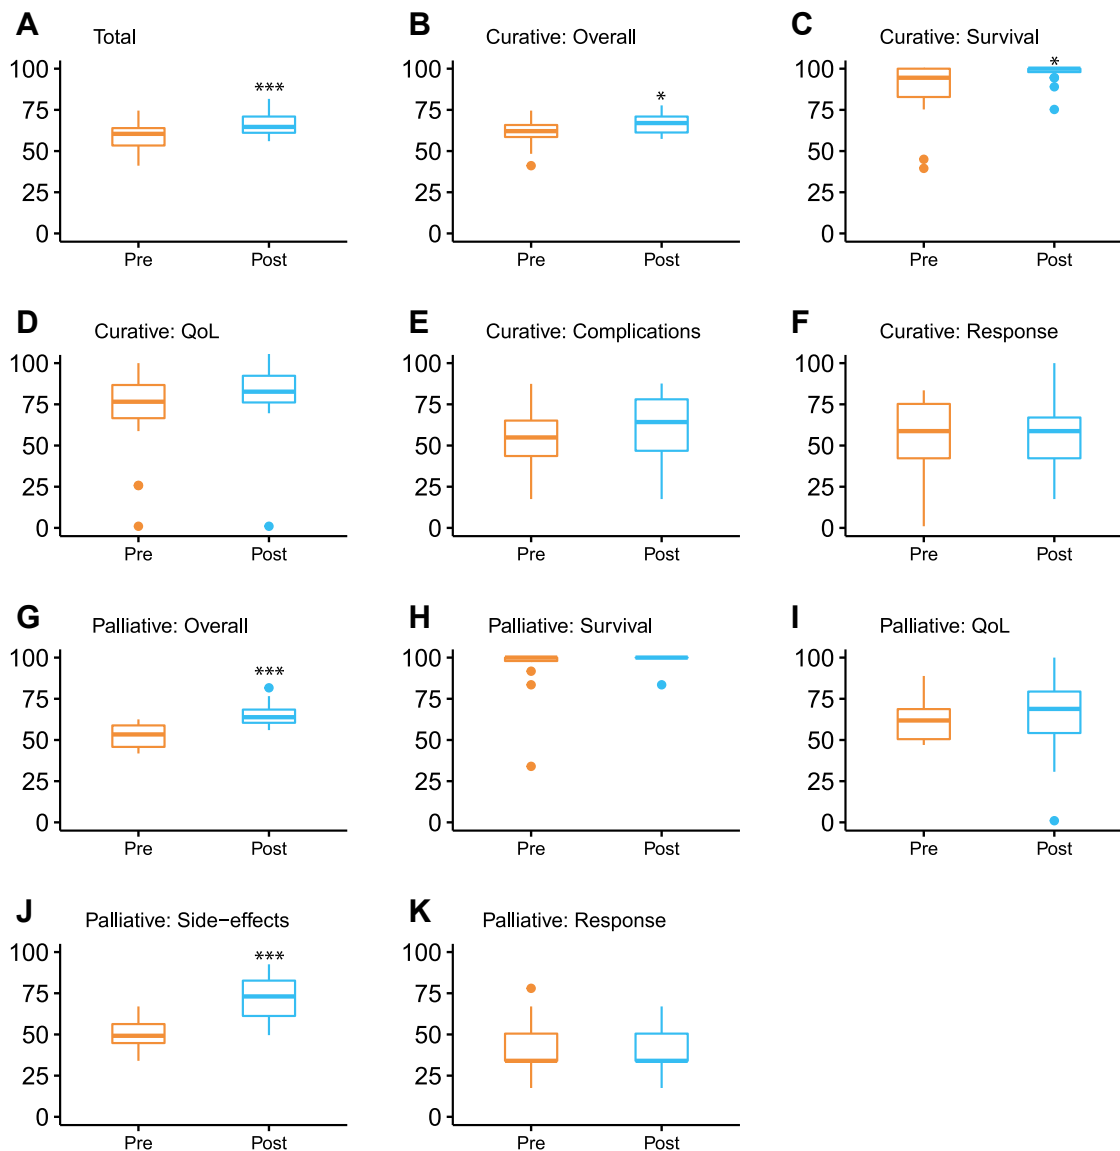 A Total
100
75
50
25
0
***
Pre Post
B Curative: Overall
100
75
50
25
0
*
Pre Post
C Curative: Survival
100
75
50
25
0
*
Pre Post
D Curative: QoL
100
75
50
25
0
Pre Post
E Curative: Complications
100
75
50
25
0
Pre Post
F Curative: Response
100
75
50
25
0
Pre Post
G Palliative: Overall
100
75
50
25
0
***
Pre Post
H Palliative: Survival
100
75
50
25
0
Pre Post
I Palliative: QoL
100
75
50
25
0
Pre Post
J Palliative: Side−effects
100
75
50
25
0
***
Pre Post
K Palliative: Response
100
75
50
25
0
Pre Post